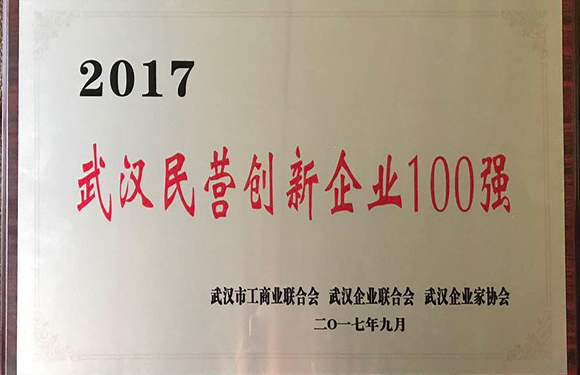 2017
武汉民营创新企业100强
武汉市工商业联合会 武汉企业联合会 武汉企业家协会
二〇一七年九月